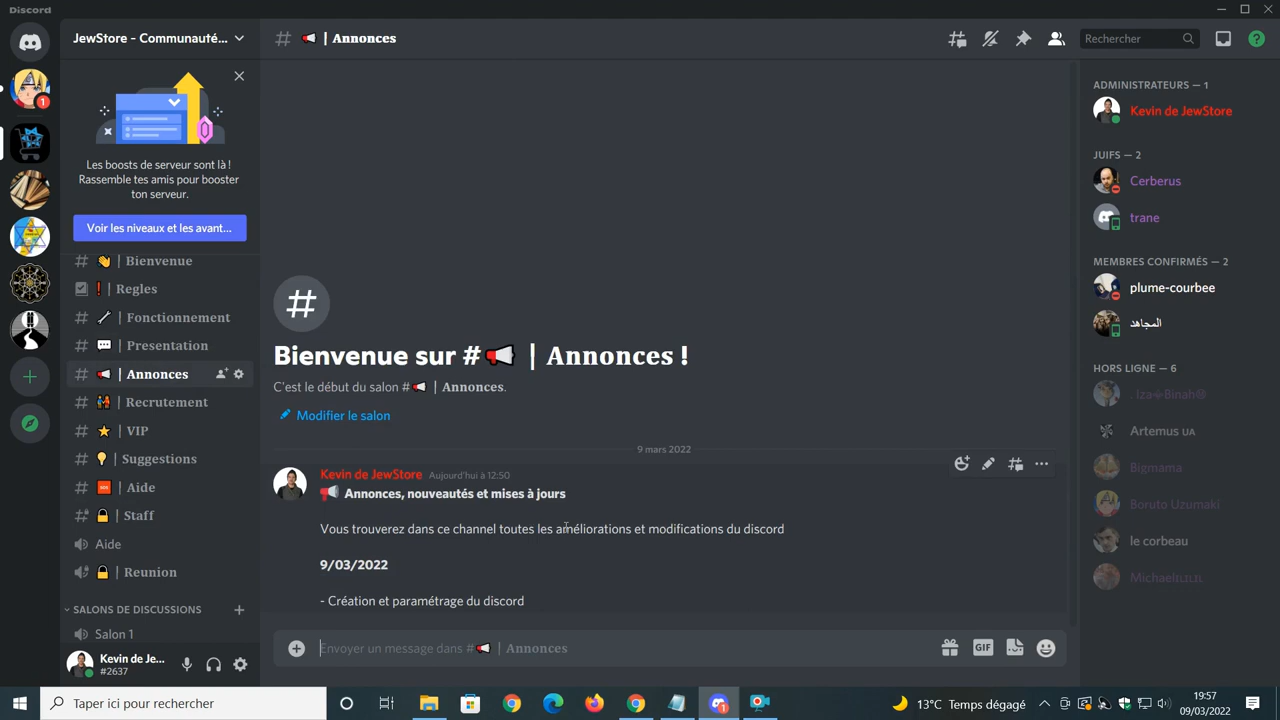 Discord
JewStore - Communauté...
Les boosts de serveur sont là !
Rassemble tes amis pour booster
ton serveur.
Voir les niveaux et les avant...
# 👋 | Bienvenue
❗ | Regles
# 🔧 | Fonctionnement
# 💬 | Presentation
# 📢 | Annonces
# 👫 | Recrutement
# ⭐ | VIP
# 💡 | Suggestions
# 🆘 | Aide
# 🔒 | Staff
Aide
🔒 | Reunion
SALONS DE DISCUSSIONS
Salon 1
Kevin de Je...
#2637
1
# 📢 | Annonces
Rechercher
Bienvenue sur #📢 | Annonces !
C'est le début du salon #📢 | Annonces.
Modifier le salon
9 mars 2022
Kevin de JewStore Aujourd'hui à 12:50
📢 Annonces, nouveautés et mises à jours
Vous trouverez dans ce channel toutes les améliorations et modifications du discord
9/03/2022
- Création et paramétrage du discord
Envoyer un message dans #📢 | Annonces
GIF
ADMINISTRATEURS — 1
Kevin de JewStore
JUIFS — 2
Cerberus
trane
MEMBRES CONFIRMÉS — 2
plume-courbee
المجاهد
HORS LIGNE — 6
Artemus UA
Bigmama
Boruto Uzumaki
le corbeau
Taper ici pour rechercher
1
13°C Temps dégagé
19:57
09/03/2022